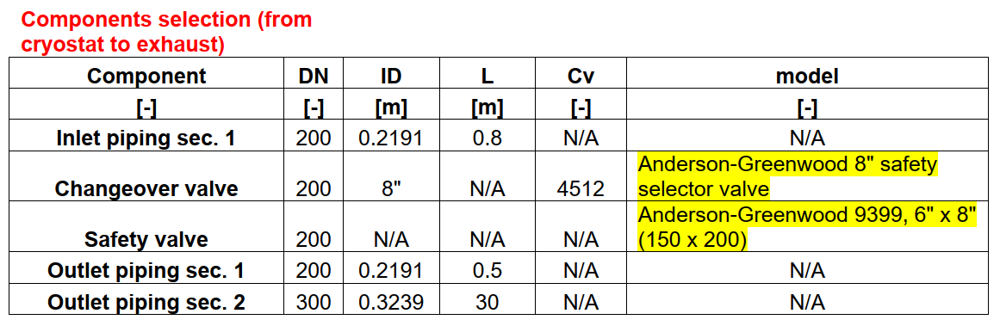 Components selection (from
cryostat to exhaust)
Component DN ID L Cv model
[-] [-] [m] [m] [-] [-]
Inlet piping sec. 1 200 0.2191 0.8 N/A N/A
Anderson-Greenwood 8" safety
Changeover valve 200 8" N/A 4512 selector valve
Anderson-Greenwood 9399, 6" x 8"
Safety valve 200 N/A N/A N/A (150 x 200)
Outlet piping sec. 1 200 0.2191 0.5 N/A N/A
Outlet piping sec. 2 300 0.3239 30 N/A N/A